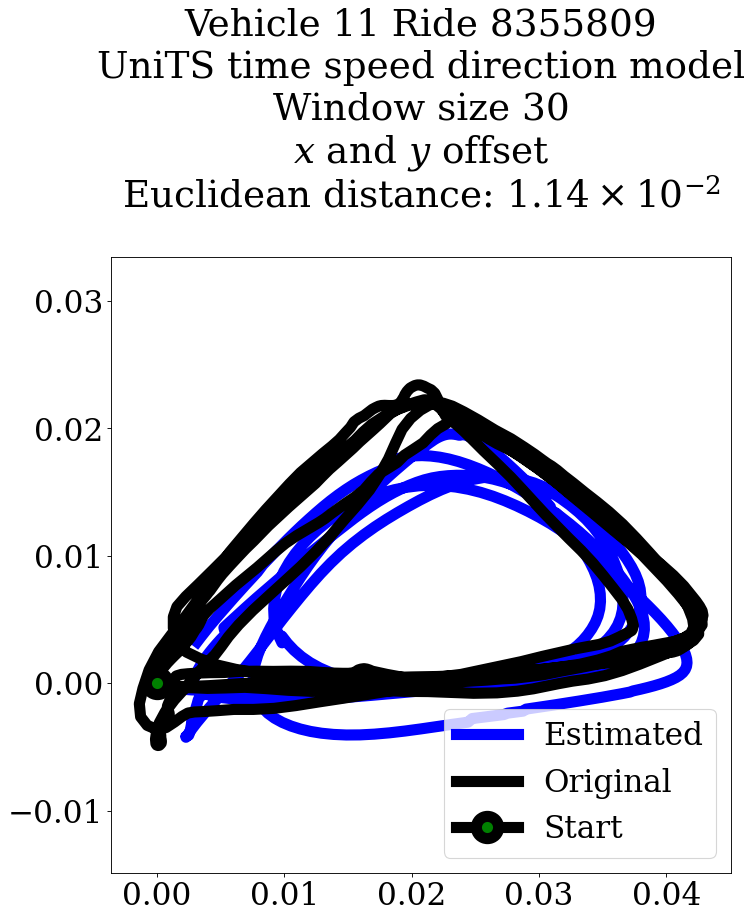 Vehicle 11 Ride 8355809
UniTS time speed direction model
Window size 30
x and y offset
Euclidean distance: 1.14 × 10⁻²
0.03
0.02
0.01
0.00
−0.01
Estimated
Original
Start
0.00 0.01 0.02 0.03 0.04